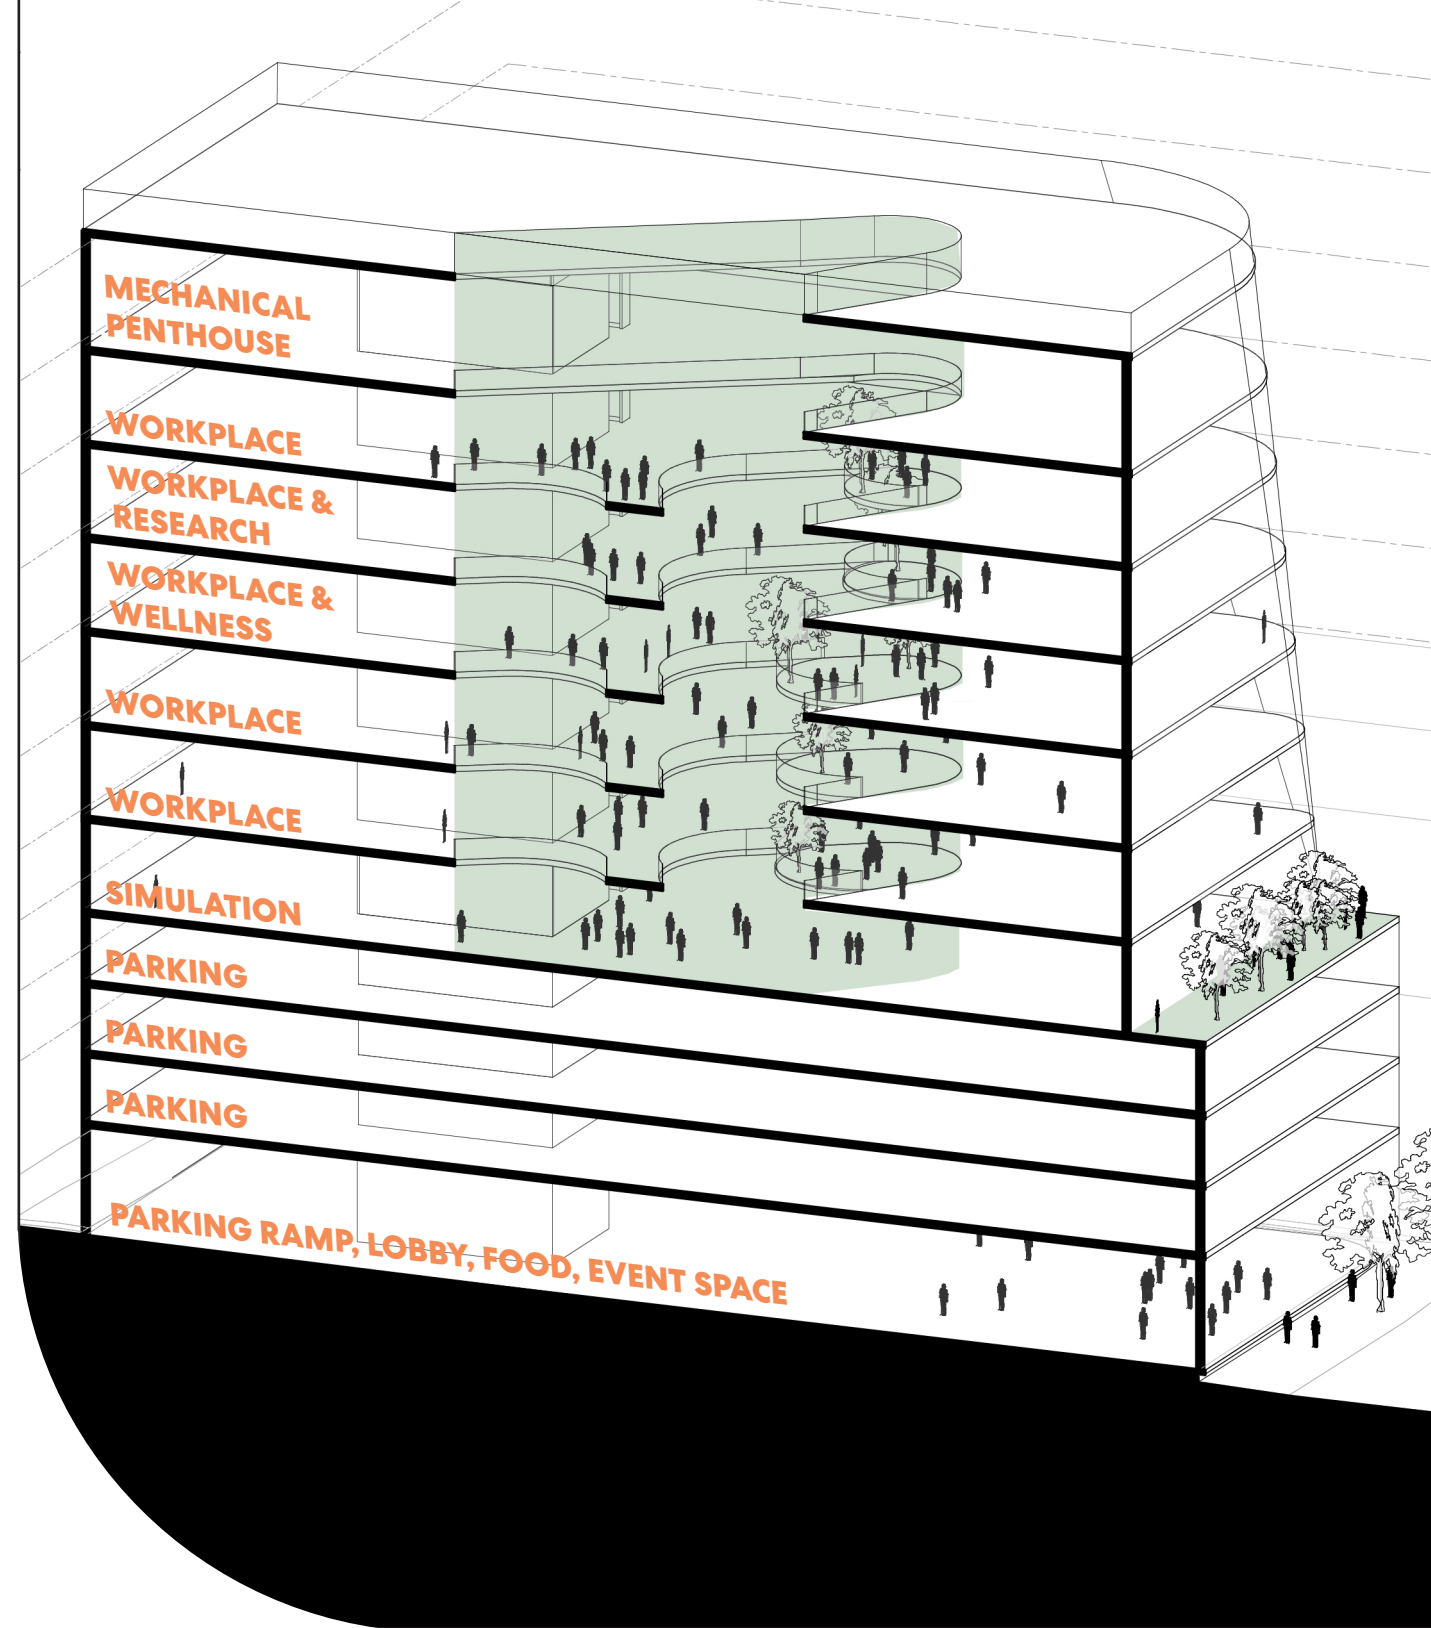 MECHANICAL
PENTHOUSE
WORKPLACE
WORKPLACE &
RESEARCH
WORKPLACE &
WELLNESS
WORKPLACE
WORKPLACE
SIMULATION
PARKING
PARKING
PARKING
PARKING RAMP, LOBBY, FOOD, EVENT SPACE